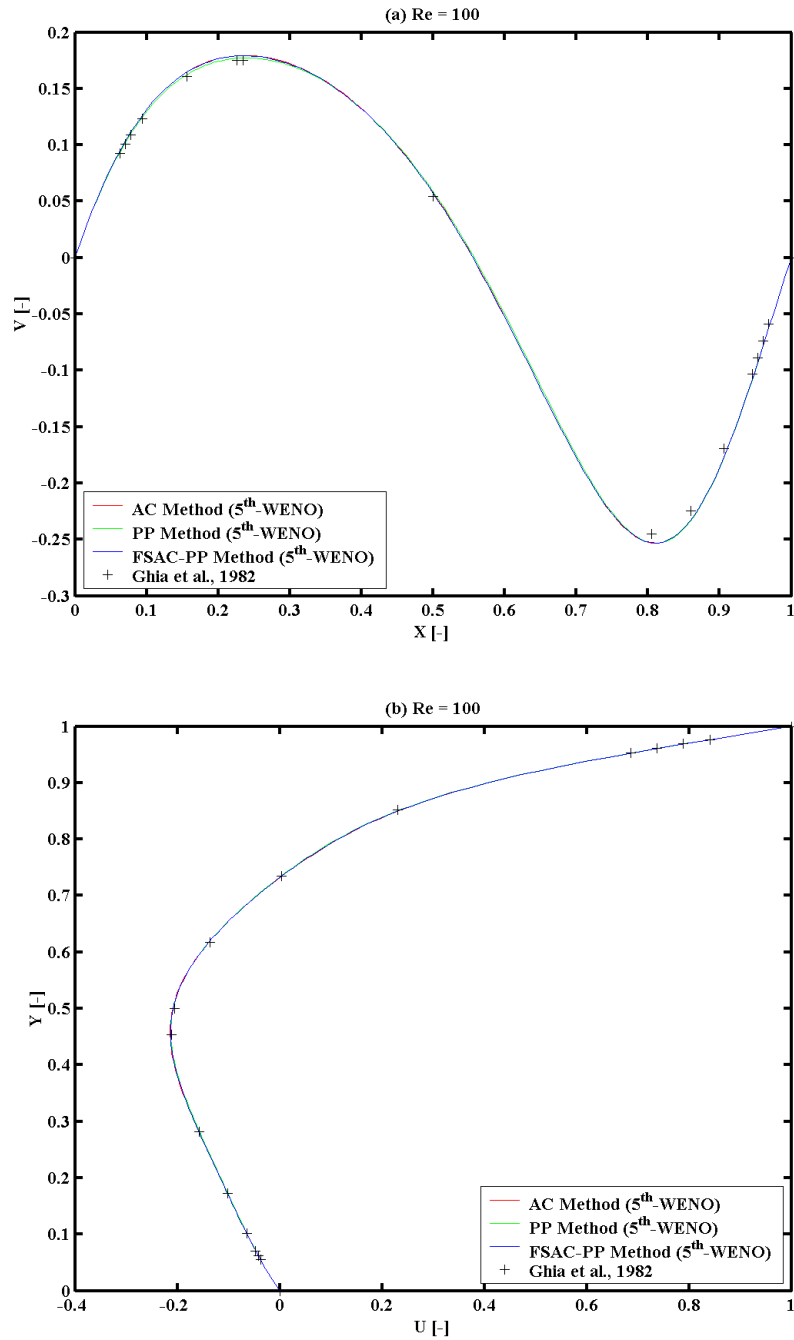 (a) Re = 100
0.2
0.15
0.1
0.05
0
-0.05
-0.1
-0.15
-0.2
-0.25
-0.3
V [-]
AC Method (5th-WENO)
PP Method (5th-WENO)
FSAC-PP Method (5th-WENO)
Ghia et al., 1982
0 0.1 0.2 0.3 0.4 0.5 0.6 0.7 0.8 0.9 1
X [-]
(b) Re = 100
1
0.9
0.8
0.7
0.6
0.5
0.4
0.3
0.2
0.1
0
Y [-]
AC Method (5th-WENO)
PP Method (5th-WENO)
FSAC-PP Method (5th-WENO)
Ghia et al., 1982
-0.4 -0.2 0 0.2 0.4 0.6 0.8 1
U [-]